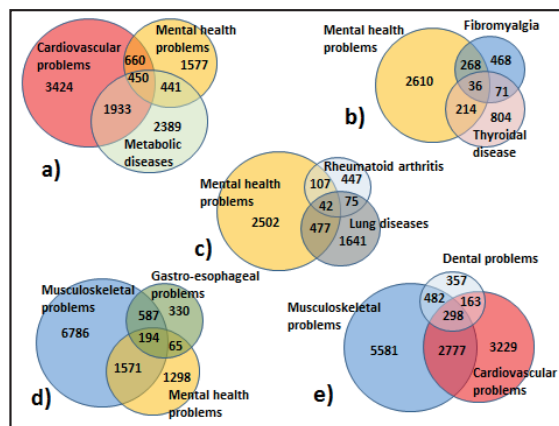 Cardiovascular
problems
3424
660
450
Mental health
problems
1577
441
1933
2389
Metabolic
diseases
a)
Mental health
problems
2610
Fibromyalgia
268
468
36
71
214
804
Thyroidal
disease
b)
Mental health
problems
2502
Rheumatoid arthritis
107
447
42
75
477
Lung diseases
1641
c)
Musculoskeletal
problems
6786
Gastro-esophageal
problems
587
330
194
65
1571
1298
Mental health
problems
d)
Dental problems
357
482
163
298
Musculoskeletal
problems
5581
2777
3229
Cardiovascular
problems
e)